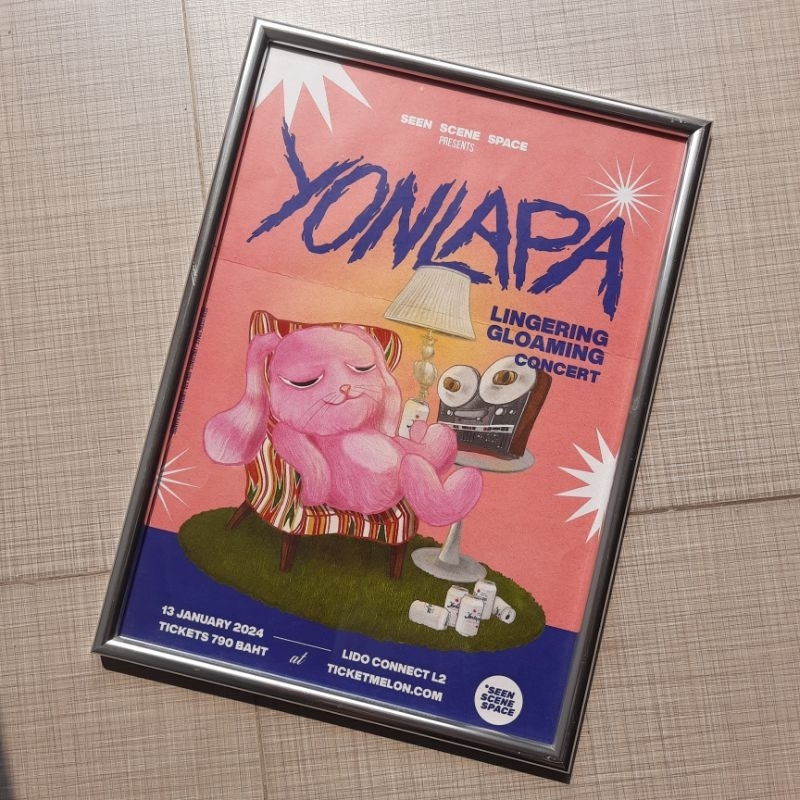 SEEN SCENE SPACE
PRESENTS
YONLAPA
LINGERING
GLOAMING
CONCERT
13 JANUARY 2024
TICKETS 790 BAHT
at
LIDO CONNECT L2
TICKETMELON.COM
*SEEN
SCENE
SPACE